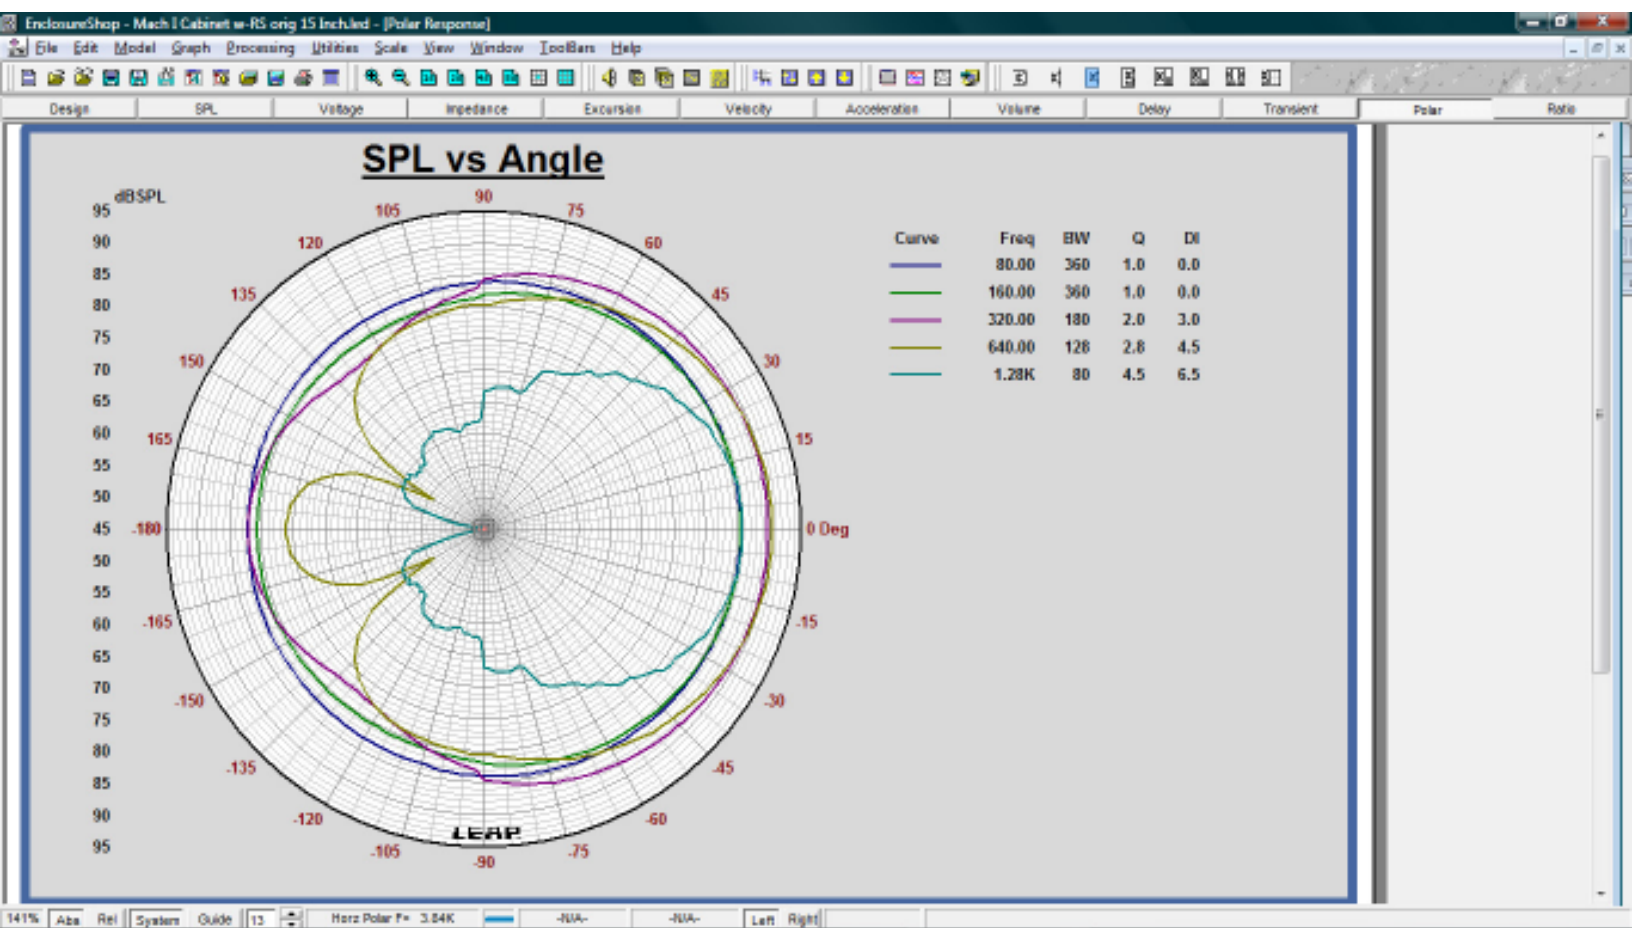 EnclosureShop - Mach I Cabinet w-RS orig 15 Inch.led - [Polar Response]
File Edit Model Graph Processing Utilities Scale View Window ToolBars Help
Design SPL Voltage Impedance Excursion Velocity Acceleration Volume Delay Transient Polar Ratio
SPL vs Angle
dBSPL
95
90
85
80
75
70
65
60
55
50
45
50
55
60
65
70
75
80
85
90
95
90
105 75
120 60
135 45
150 30
165 15
-180 0 Deg
-165 -15
-150 -30
-135 -45
-120 -60
-105 -75
-90
LEAP
Curve Freq BW Q DI
80.00 360 1.0 0.0
160.00 360 1.0 0.0
320.00 180 2.0 3.0
640.00 128 2.8 4.5
1.28K 80 4.5 6.5
141% Abs Rel System Guide 13 Horz Polar F= 3.84K -N/A- -N/A- Left Right